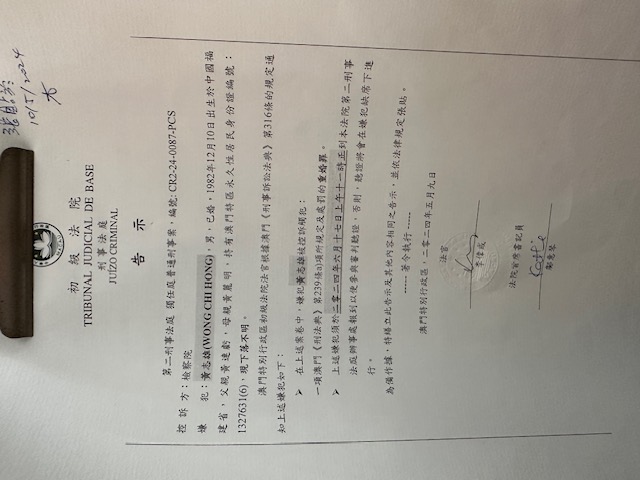 張貼於
10/5/2024
MACAU
初級法院
TRIBUNAL JUDICIAL DE BASE
刑事法庭
JUÍZO CRIMINAL
告示
第二刑事法庭 獨任庭普通刑事案，編號: CR2-24-0087-PCS
控訴方：檢察院
嫌犯：黃志雄(WONG CHI HONG)，男，已婚，1982年12月10日出生於中國福
建省，父親黃連劇，母親黃麗明，持有澳門特區永久性居民身份證編號：
1327631(6)，現下落不明。
澳門特別行政區初級法院法官根據澳門《刑事訴訟法典》第316條的規定通
知上述嫌犯如下：
➢ 在上述案卷中，嫌犯黃志雄被控訴觸犯：
一項澳門《刑法典》第239條a)項所規定及處罰的重婚罪。
➢ 上述嫌犯須於二零二四年六月十七日上午十一時正到本法院第二刑事
法庭辦事處報到以便參與審判聽證，否則，聽證將會在嫌犯缺席下進
行。
為備作據，特繕立此告示及其他內容相同之告示，並依法律規定張貼。
----- 著令執行 -----
澳門特別行政區，二零二四年五月九日
法官
李偉成
法院首席書記員
Kattie
鄭惠琴